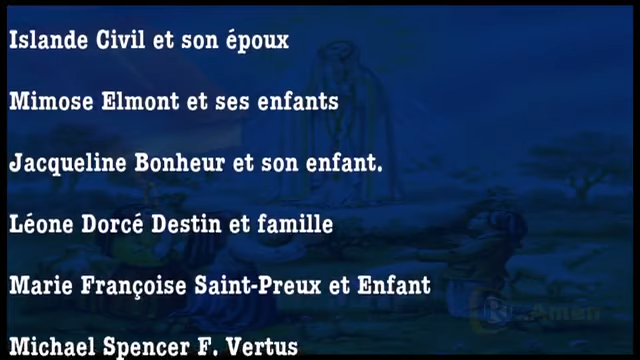 Islande Civil et son époux
Mimose Elmont et ses enfants
Jacqueline Bonheur et son enfant.
Léone Dorcé Destin et famille
Marie Françoise Saint-Preux et Enfant
Michael Spencer F. Vertus